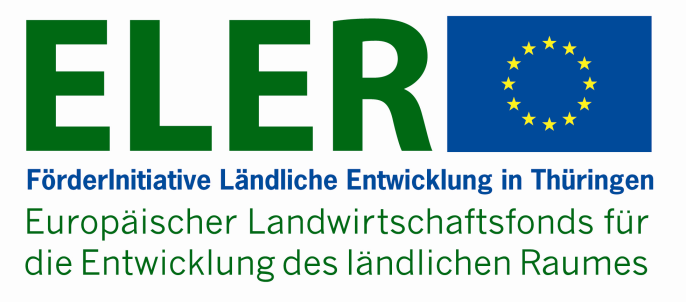 ELER
FörderInitiative Ländliche Entwicklung in Thüringen
Europäischer Landwirtschaftsfonds für
die Entwicklung des ländlichen Raumes